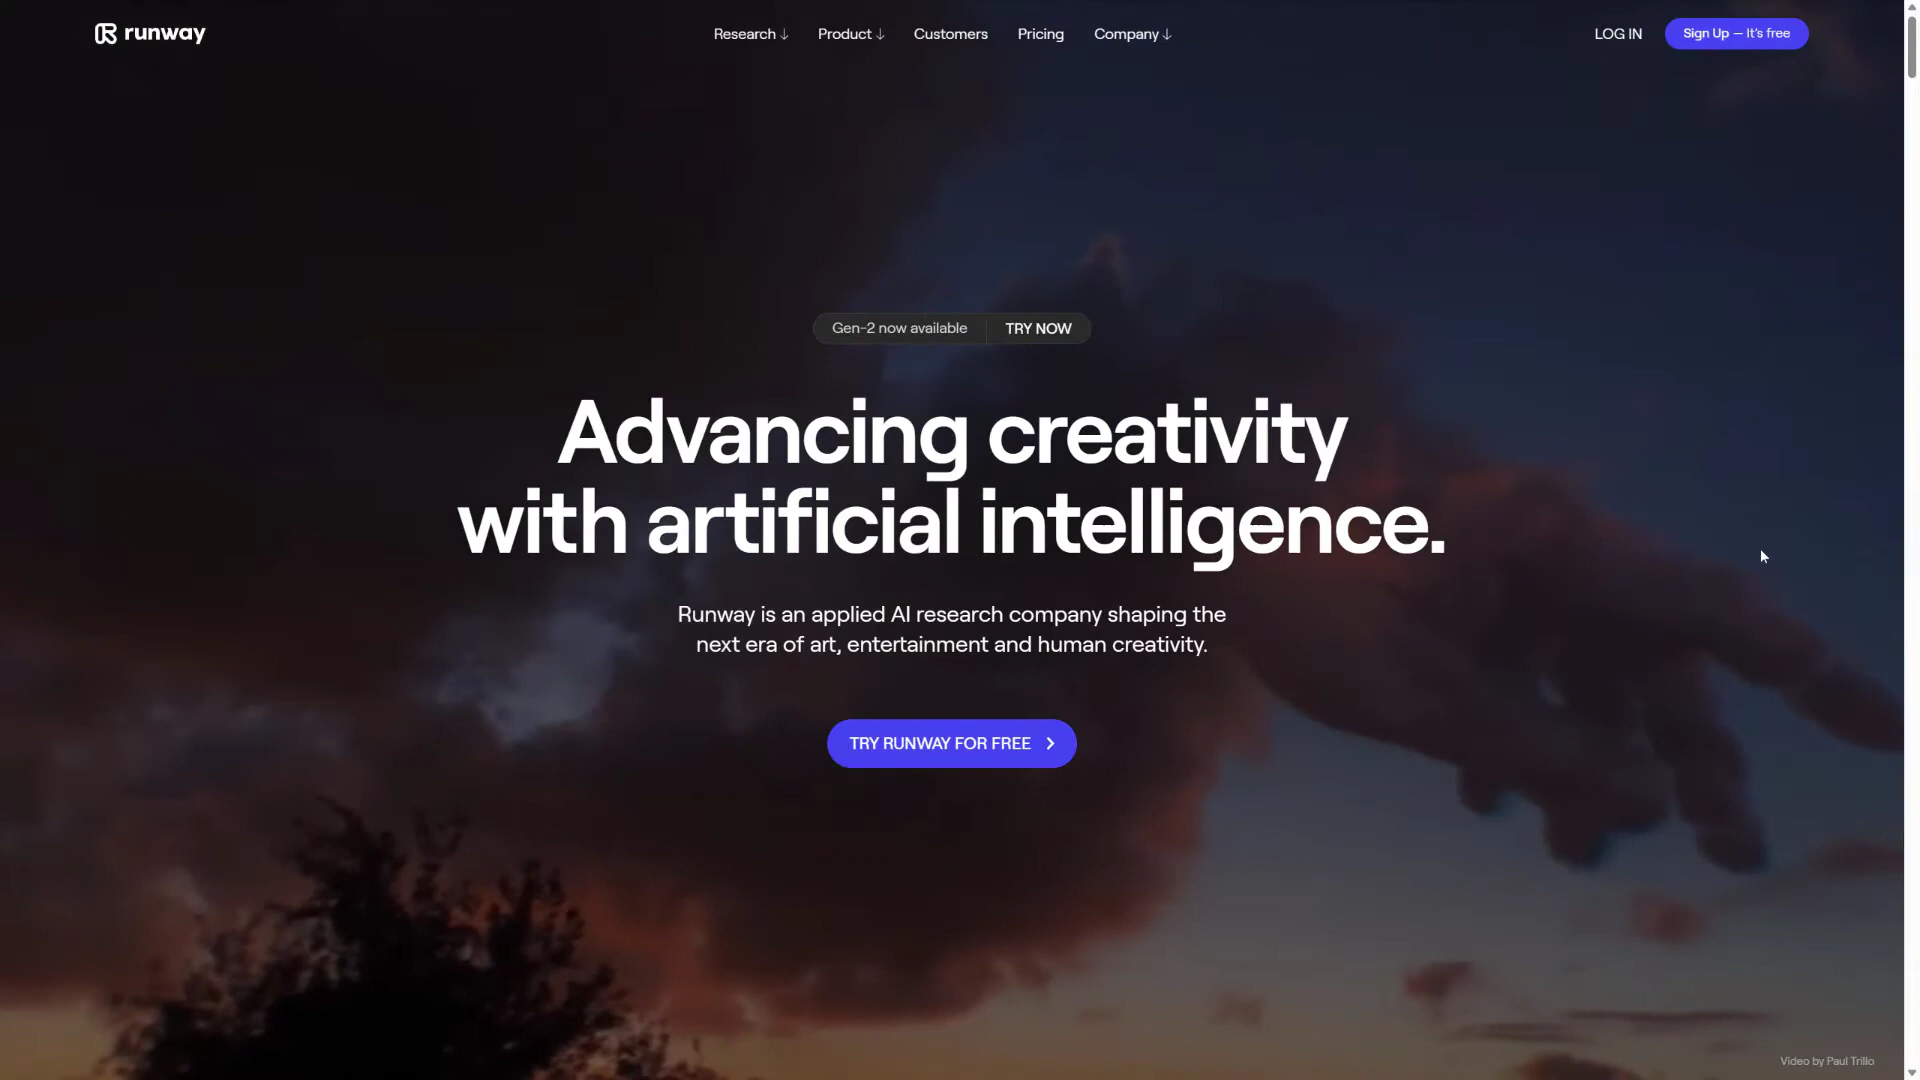 runway
Research ↓
Product ↓
Customers
Pricing
Company ↓
LOG IN
Sign Up — It's free
Gen-2 now available
TRY NOW
Advancing creativity
with artificial intelligence.
Runway is an applied AI research company shaping the
next era of art, entertainment and human creativity.
TRY RUNWAY FOR FREE
Video by Paul Trillo